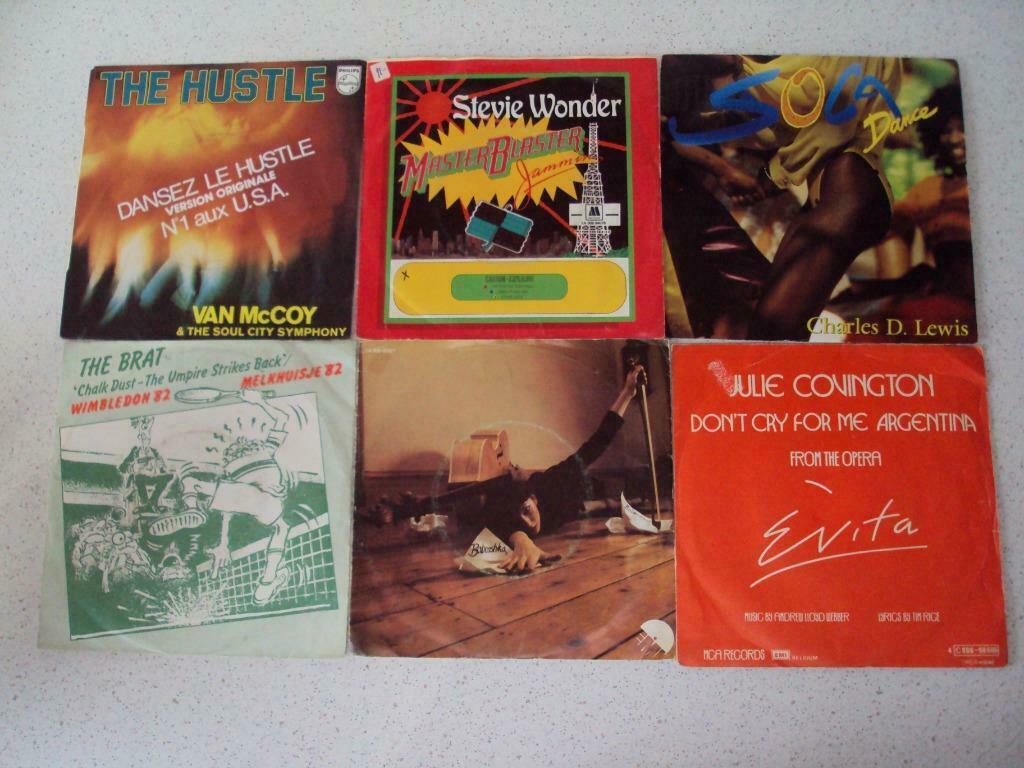 THE HUSTLE
PHILIPS
DANSEZ LE HUSTLE
VERSION ORIGINALE
N°1 aux U.S.A.
VAN McCOY
& THE SOUL CITY SYMPHONY
Stevie Wonder
MASTER BLASTER
Jammin
SOCA
Dance
Charles D. Lewis
THE BRAT
'Chalk Dust - The Umpire Strikes Back'
WIMBLEDON '82
MELKHUISJE '82
Babooshka
JULIE COVINGTON
DON'T CRY FOR ME ARGENTINA
FROM THE OPERA
Evita
MUSIC BY ANDREW LLOYD WEBBER
LYRICS BY TIM RICE
MCA RECORDS
EMI
BELGIUM